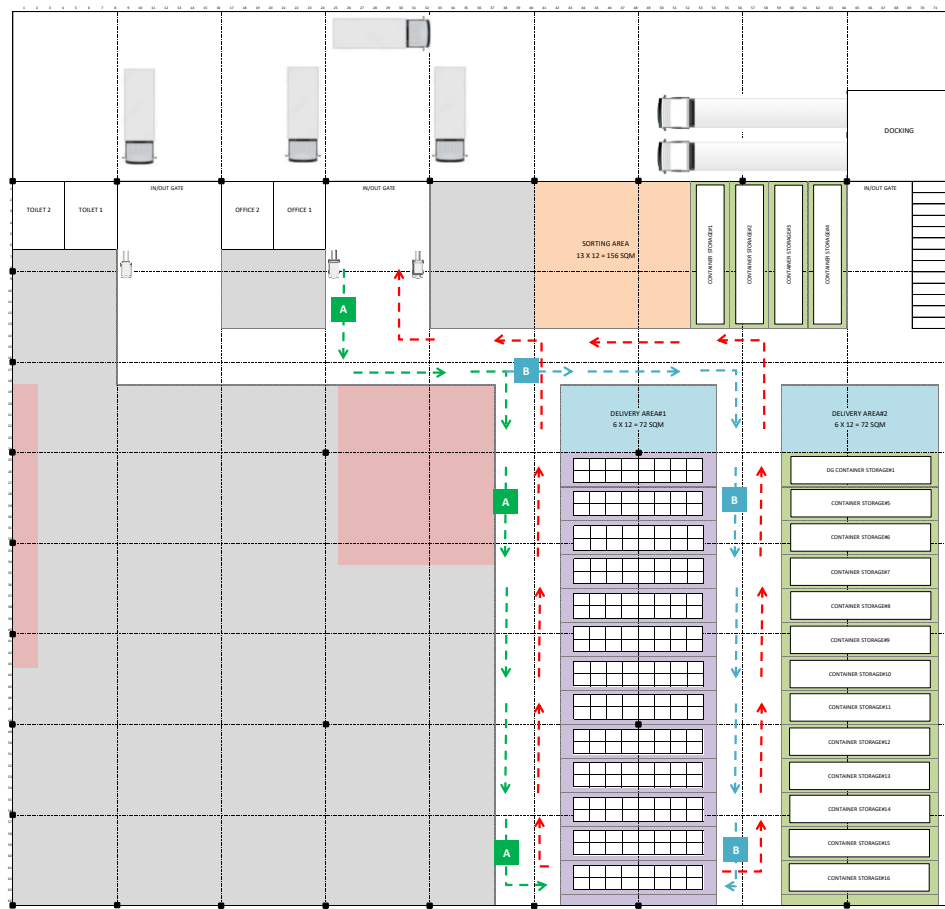 DOCKING
IN/OUT GATE
IN/OUT GATE
IN/OUT GATE
TOILET 2
TOILET 1
OFFICE 2
OFFICE 1
SORTING AREA
13 X 12 = 156 SQM
CONTAINER STORAGE#1
CONTAINER STORAGE#2
CONTAINER STORAGE#3
CONTAINER STORAGE#4
A
B
DELIVERY AREA#1
6 X 12 = 72 SQM
DELIVERY AREA#2
6 X 12 = 72 SQM
DG CONTAINER STORAGE#1
A
B
CONTAINER STORAGE#5
CONTAINER STORAGE#6
CONTAINER STORAGE#7
CONTAINER STORAGE#8
CONTAINER STORAGE#9
CONTAINER STORAGE#10
CONTAINER STORAGE#11
CONTAINER STORAGE#12
CONTAINER STORAGE#13
CONTAINER STORAGE#14
CONTAINER STORAGE#15
A
B
CONTAINER STORAGE#16